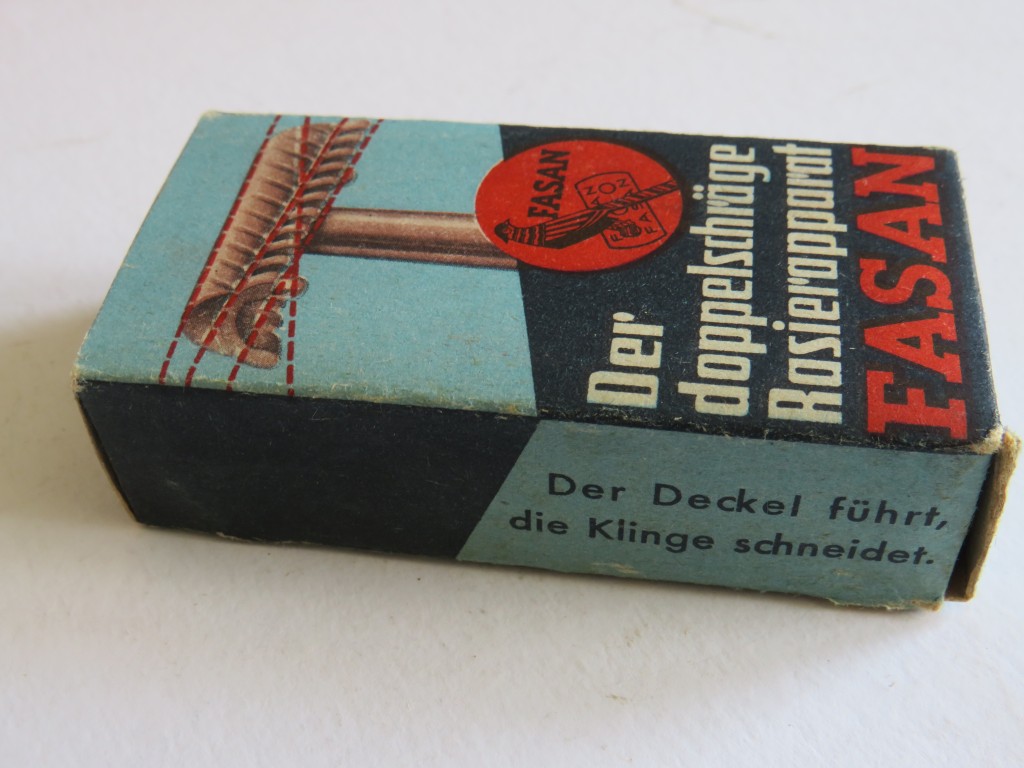 FASAN
Der
doppelschräge
Rasierapparat
FASAN
Der Deckel führt,
die Klinge schneidet.